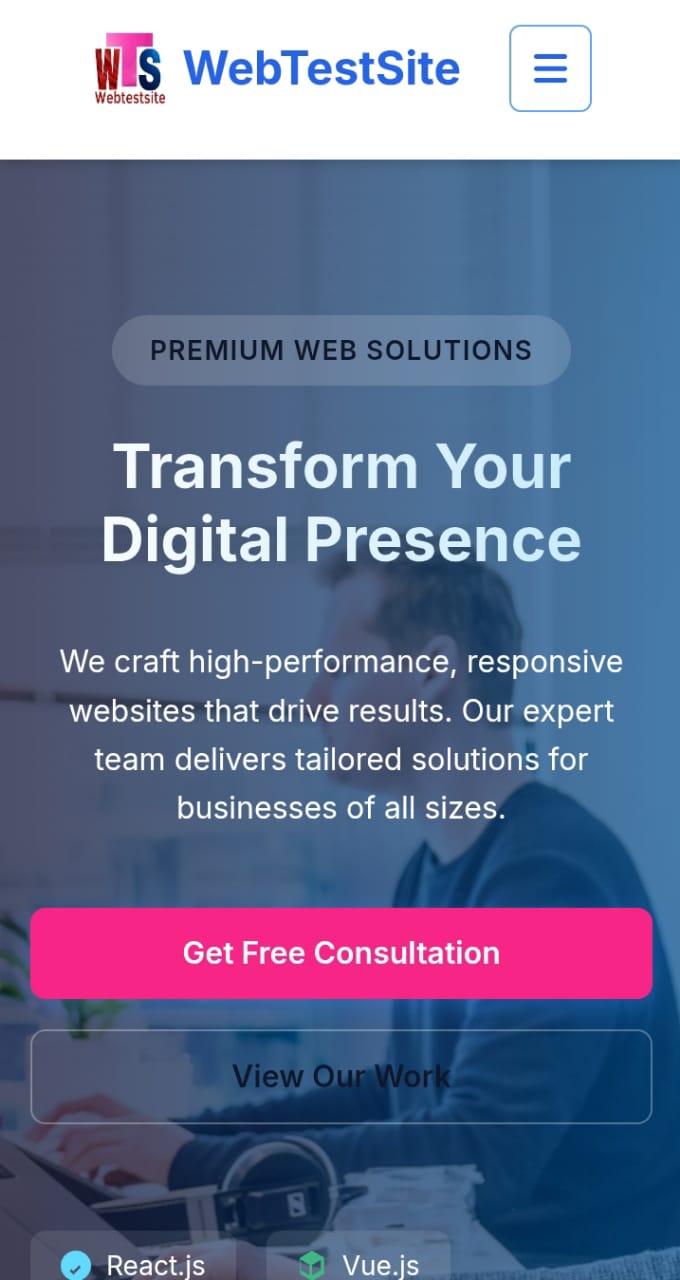 WTS
Webtestsite
WebTestSite
PREMIUM WEB SOLUTIONS
Transform Your
Digital Presence
We craft high-performance, responsive
websites that drive results. Our expert
team delivers tailored solutions for
businesses of all sizes.
Get Free Consultation
View Our Work
React.js
Vue.js